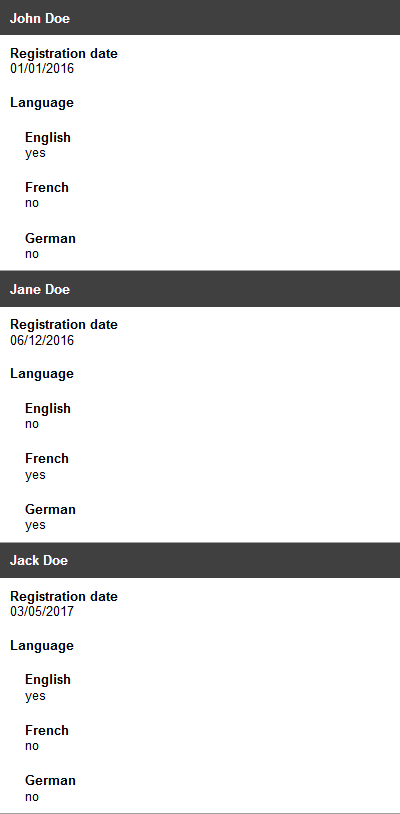 John Doe
Registration date
01/01/2016
Language
English
yes
French
no
German
no
Jane Doe
Registration date
06/12/2016
Language
English
no
French
yes
German
yes
Jack Doe
Registration date
03/05/2017
Language
English
yes
French
no
German
no